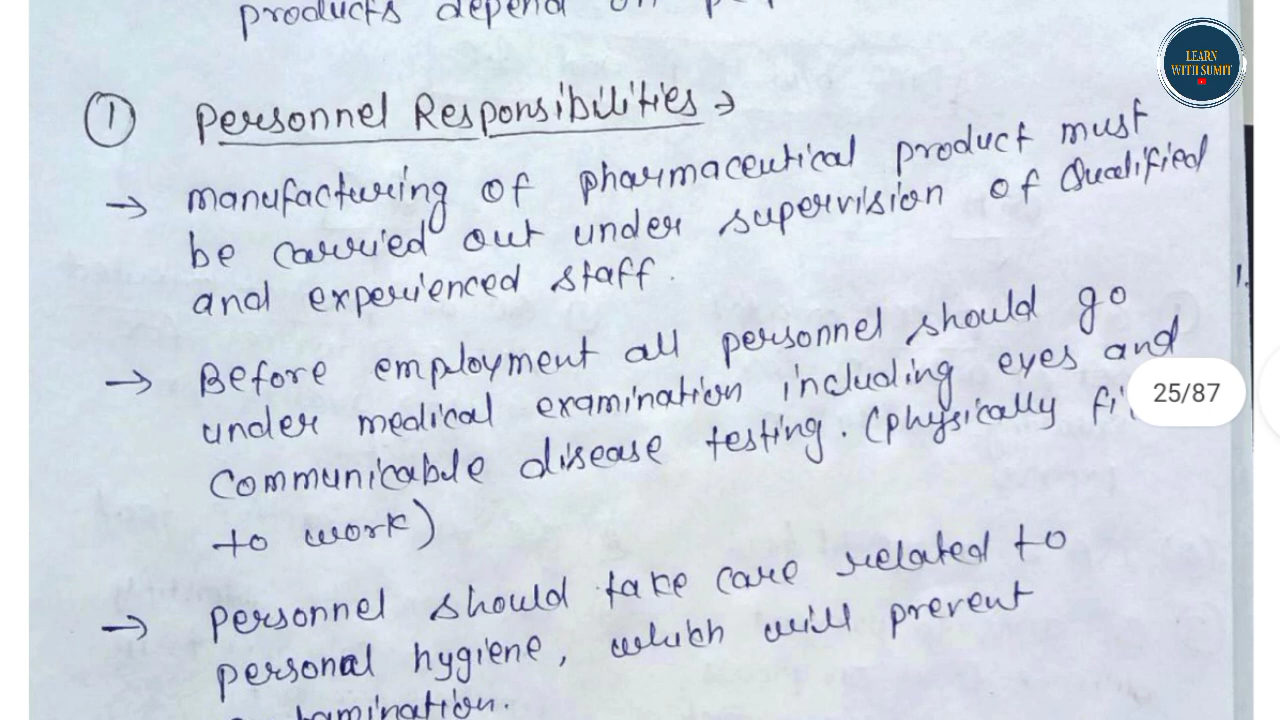 products depend on
LEARN
WITH SUMIT
① Personnel Responsibilities →
→ manufacturing of pharmaceutical product must
be carried out under supervision of Qualified
and experienced staff.
1.
→ Before employment all personnel should go
under medical examination including eyes and
25/87
communicable disease testing. (physically
to work)
→ Personnel should take care related to
personal hygiene, which will prevent